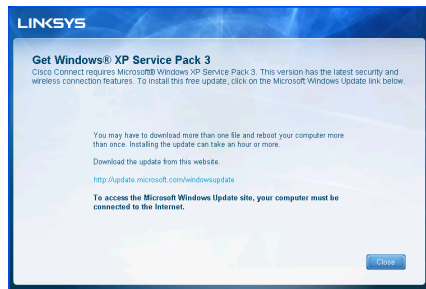 LINKSYS
Get Windows® XP Service Pack 3
Cisco Connect requires Microsoft® Windows XP Service Pack 3. This version has the latest security and
wireless connection features. To install this free update, click on the Microsoft Windows Update link below.
You may have to download more than one file and reboot your computer more
than once. Installing the update can take an hour or more.
Download the update from this website.
http://update.microsoft.com/windowsupdate
To access the Microsoft Windows Update site, your computer must be
connected to the Internet.
Close